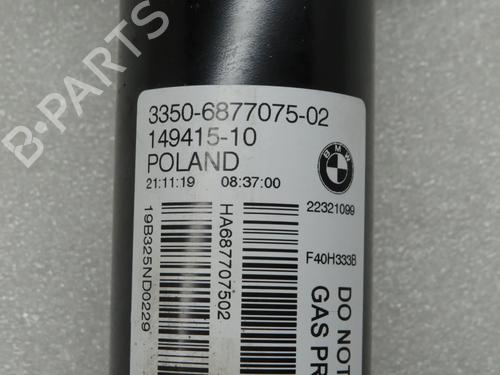 3350-6877075-02
149415-10
POLAND
21:11:19 08:37:00
BMW
22321099
F40H333B
19B325ND0229
HA687707502
DO NOT
GAS PR
B PARTS